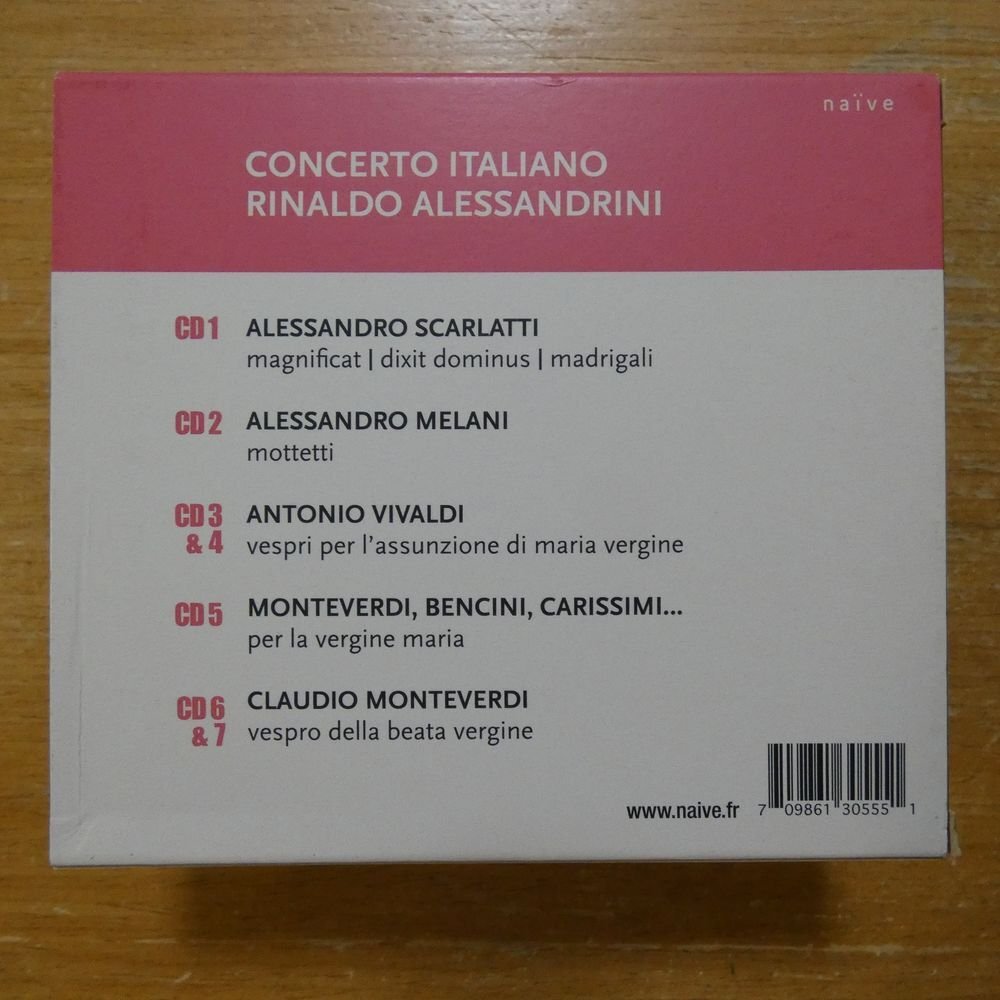 naïve
CONCERTO ITALIANO
RINALDO ALESSANDRINI
CD 1 ALESSANDRO SCARLATTI
magnificat | dixit dominus | madrigali
CD 2 ALESSANDRO MELANI
mottetti
CD 3 ANTONIO VIVALDI
& 4 vespri per l'assunzione di maria vergine
CD 5 MONTEVERDI, BENCINI, CARISSIMI...
per la vergine maria
CD 6 CLAUDIO MONTEVERDI
& 7 vespro della beata vergine
www.naive.fr 7 09861 30555 1